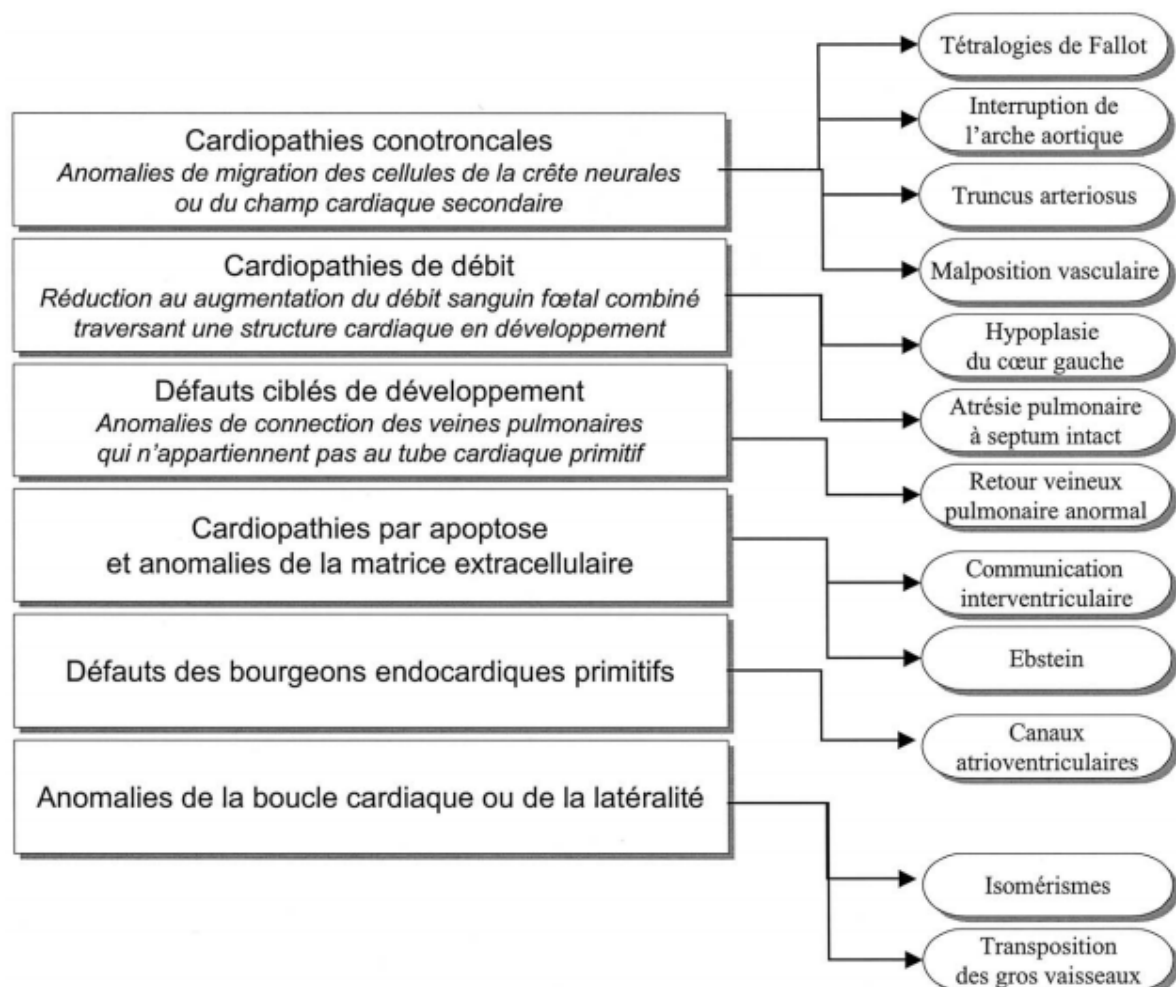 Cardiopathies conotroncales
Anomalies de migration des cellules de la crête neurales
ou du champ cardiaque secondaire
Cardiopathies de débit
Réduction au augmentation du débit sanguin fœtal combiné
traversant une structure cardiaque en développement
Défauts ciblés de développement
Anomalies de connection des veines pulmonaires
qui n'appartiennent pas au tube cardiaque primitif
Cardiopathies par apoptose
et anomalies de la matrice extracellulaire
Défauts des bourgeons endocardiques primitifs
Anomalies de la boucle cardiaque ou de la latéralité
Tétralogies de Fallot
Interruption de
l'arche aortique
Truncus arteriosus
Malposition vasculaire
Hypoplasie
du cœur gauche
Atrésie pulmonaire
à septum intact
Retour veineux
pulmonaire anormal
Communication
interventriculaire
Ebstein
Canaux
atrioventriculaires
Isomérismes
Transposition
des gros vaisseaux